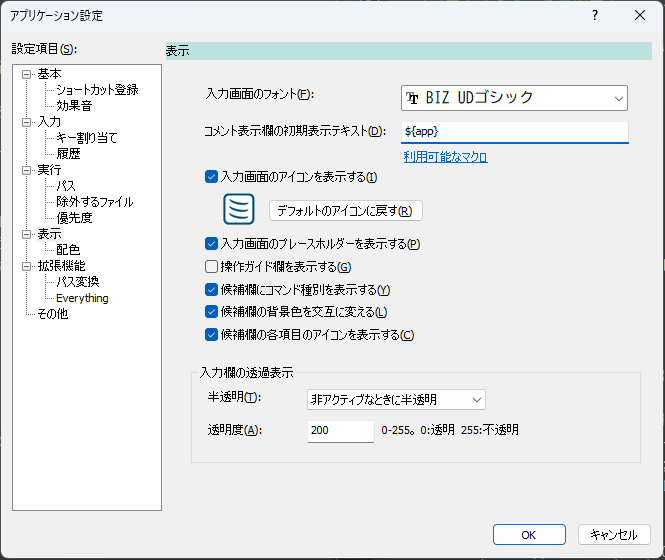 アプリケーション設定
設定項目(S):
基本
ショートカット登録
効果音
入力
キー割り当て
履歴
実行
パス
除外するファイル
優先度
表示
配色
拡張機能
パス変換
Everything
その他
表示
入力画面のフォント(F):
BIZ UDゴシック
コメント表示欄の初期表示テキスト(D):
${app}
利用可能なマクロ
入力画面のアイコンを表示する(I)
デフォルトのアイコンに戻す(R)
入力画面のプレースホルダーを表示する(P)
操作ガイド欄を表示する(G)
候補欄にコマンド種別を表示する(Y)
候補欄の背景色を交互に変える(L)
候補欄の各項目のアイコンを表示する(C)
入力欄の透過表示
半透明(T):
非アクティブなときに半透明
透明度(A):
200
0-255。0:透明 255:不透明
OK
キャンセル